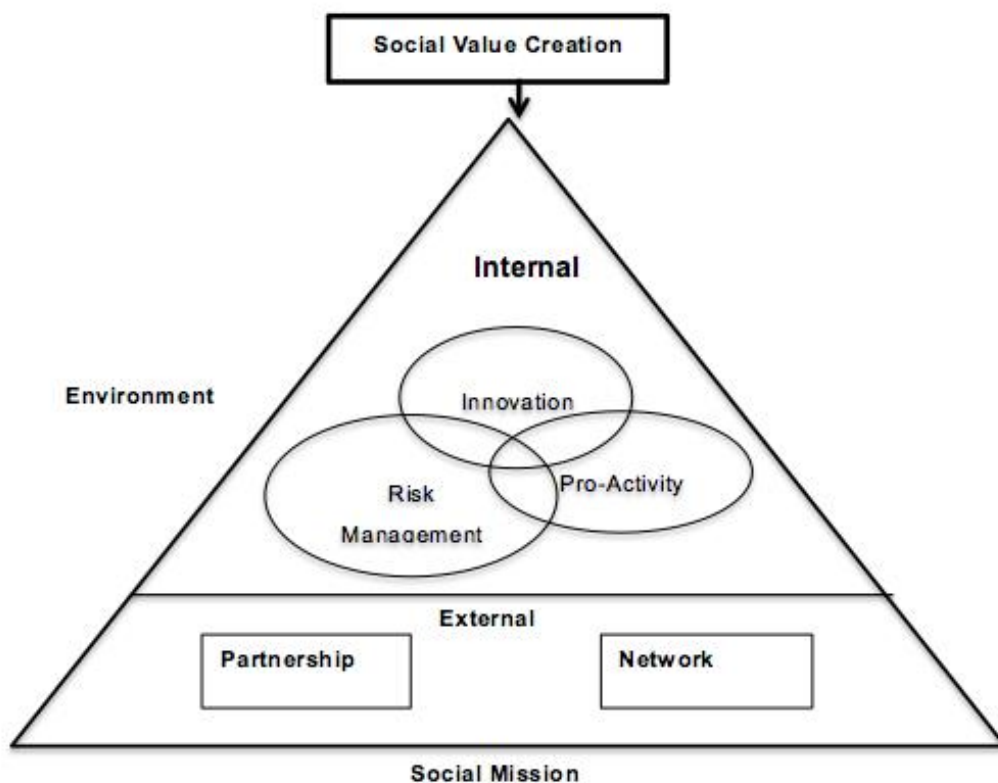 Social Value Creation
Internal
Environment
Innovation
Pro-Activity
Risk
Management
External
Partnership
Network
Social Mission